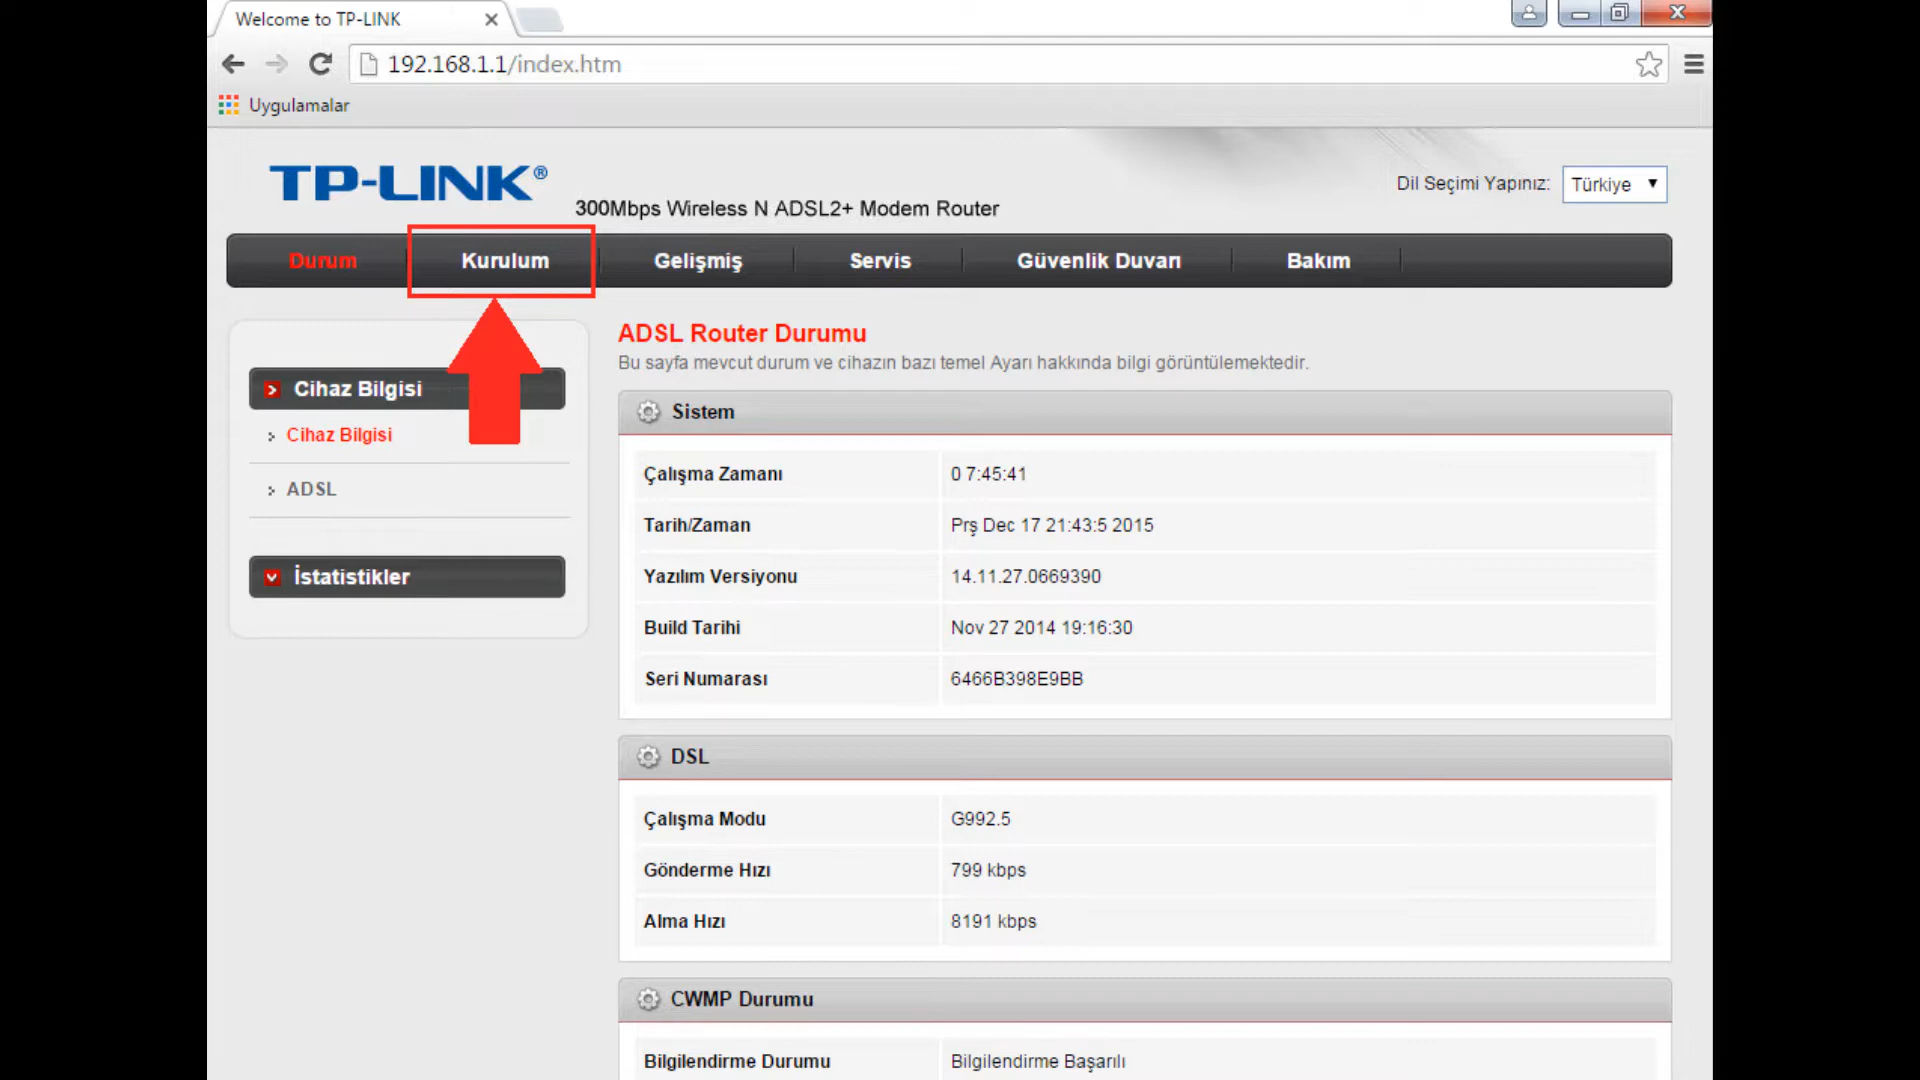 Welcome to TP-LINK
192.168.1.1/index.htm
Uygulamalar
TP-LINK®
300Mbps Wireless N ADSL2+ Modem Router
Dil Seçimi Yapınız: Türkiye
Durum Kurulum Gelişmiş Servis Güvenlik Duvarı Bakım
Cihaz Bilgisi
Cihaz Bilgisi
ADSL
İstatistikler
ADSL Router Durumu
Bu sayfa mevcut durum ve cihazın bazı temel Ayarı hakkında bilgi görüntülemektedir.
Sistem
Çalışma Zamanı 0 7:45:41
Tarih/Zaman Prş Dec 17 21:43:5 2015
Yazılım Versiyonu 14.11.27.0669390
Build Tarihi Nov 27 2014 19:16:30
Seri Numarası 6466B398E9BB
DSL
Çalışma Modu G992.5
Gönderme Hızı 799 kbps
Alma Hızı 8191 kbps
CWMP Durumu
Bilgilendirme Durumu Bilgilendirme Başarılı